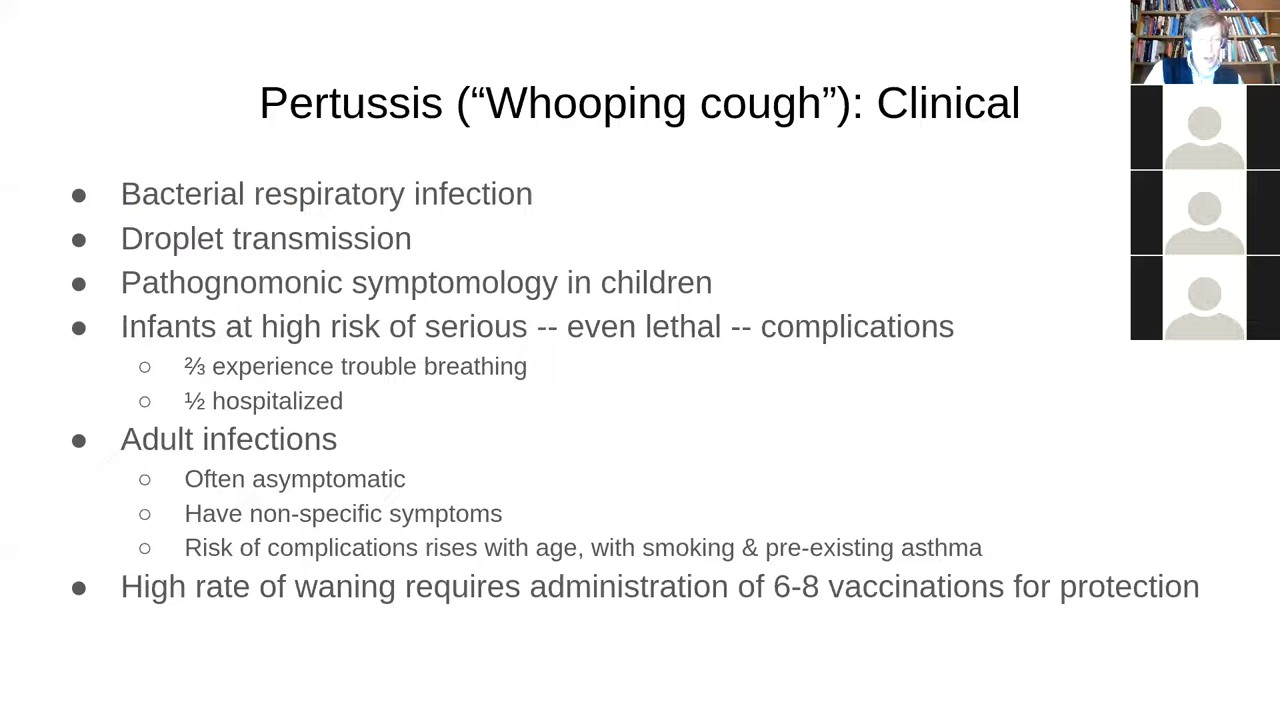 Pertussis (“Whooping cough”): Clinical
● Bacterial respiratory infection
● Droplet transmission
● Pathognomonic symptomology in children
● Infants at high risk of serious -- even lethal -- complications
○ ⅔ experience trouble breathing
○ ½ hospitalized
● Adult infections
○ Often asymptomatic
○ Have non-specific symptoms
○ Risk of complications rises with age, with smoking & pre-existing asthma
● High rate of waning requires administration of 6-8 vaccinations for protection